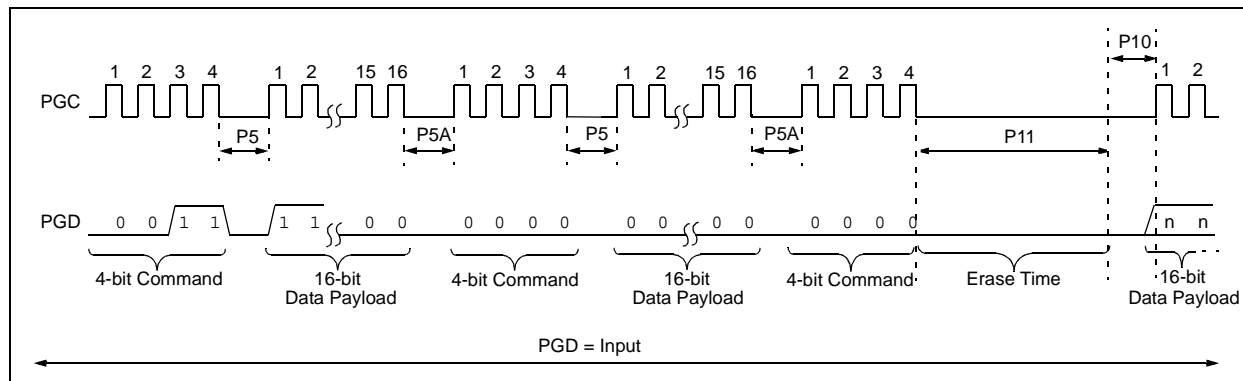 P10
1 2 3 4 1 2 15 16 1 2 3 4 1 2 15 16 1 2 3 4 1 2
PGC
P5 P5A P5 P5A P11
PGD 0 0 1 1 1 1 0 0 0 0 0 0 0 0 0 0 0 0 0 0 n n
4-bit Command 16-bit Data Payload 4-bit Command 16-bit Data Payload 4-bit Command Erase Time 16-bit Data Payload
PGD = Input